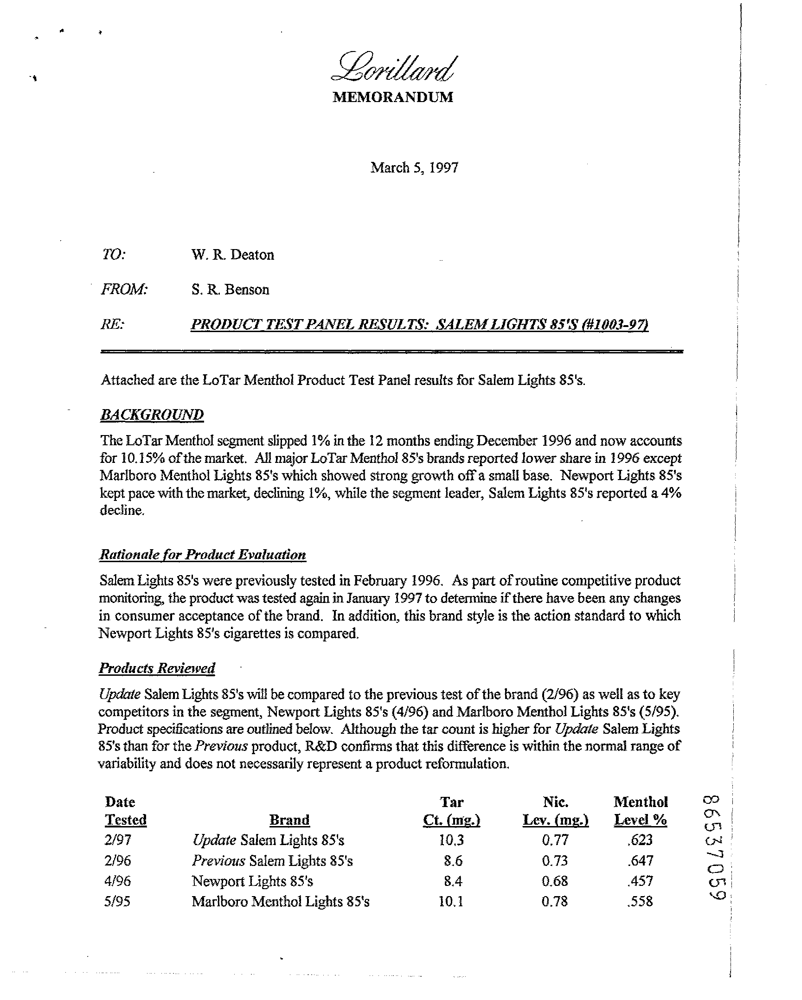 Lorillard
MEMORANDUM
March 5, 1997
TO: W. R. Deaton
FROM: S. R. Benson
RE: PRODUCT TEST PANEL RESULTS: SALEM LIGHTS 85'S (#1003-97)
Attached are the LoTar Menthol Product Test Panel results for Salem Lights 85's.
BACKGROUND
The LoTar Menthol segment slipped 1% in the 12 months ending December 1996 and now accounts
for 10.15% of the market. All major LoTar Menthol 85's brands reported lower share in 1996 except
Marlboro Menthol Lights 85's which showed strong growth off a small base. Newport Lights 85's
kept pace with the market, declining 1%, while the segment leader, Salem Lights 85's reported a 4%
decline.
Rationale for Product Evaluation
Salem Lights 85's were previously tested in February 1996. As part of routine competitive product
monitoring, the product was tested again in January 1997 to determine if there have been any changes
in consumer acceptance of the brand. In addition, this brand style is the action standard to which
Newport Lights 85's cigarettes is compared.
Products Reviewed
Update Salem Lights 85's will be compared to the previous test of the brand (2/96) as well as to key
competitors in the segment, Newport Lights 85's (4/96) and Marlboro Menthol Lights 85's (5/95).
Product specifications are outlined below. Although the tar count is higher for Update Salem Lights
85's than for the Previous product, R&D confirms that this difference is within the normal range of
variability and does not necessarily represent a product reformulation.
Date Tar Nic. Menthol
Tested Brand Ct. (mg.) Lev. (mg.) Level %
2/97 Update Salem Lights 85's 10.3 0.77 .623
2/96 Previous Salem Lights 85's 8.6 0.73 .647
4/96 Newport Lights 85's 8.4 0.68 .457
5/95 Marlboro Menthol Lights 85's 10.1 0.78 .558
86537059